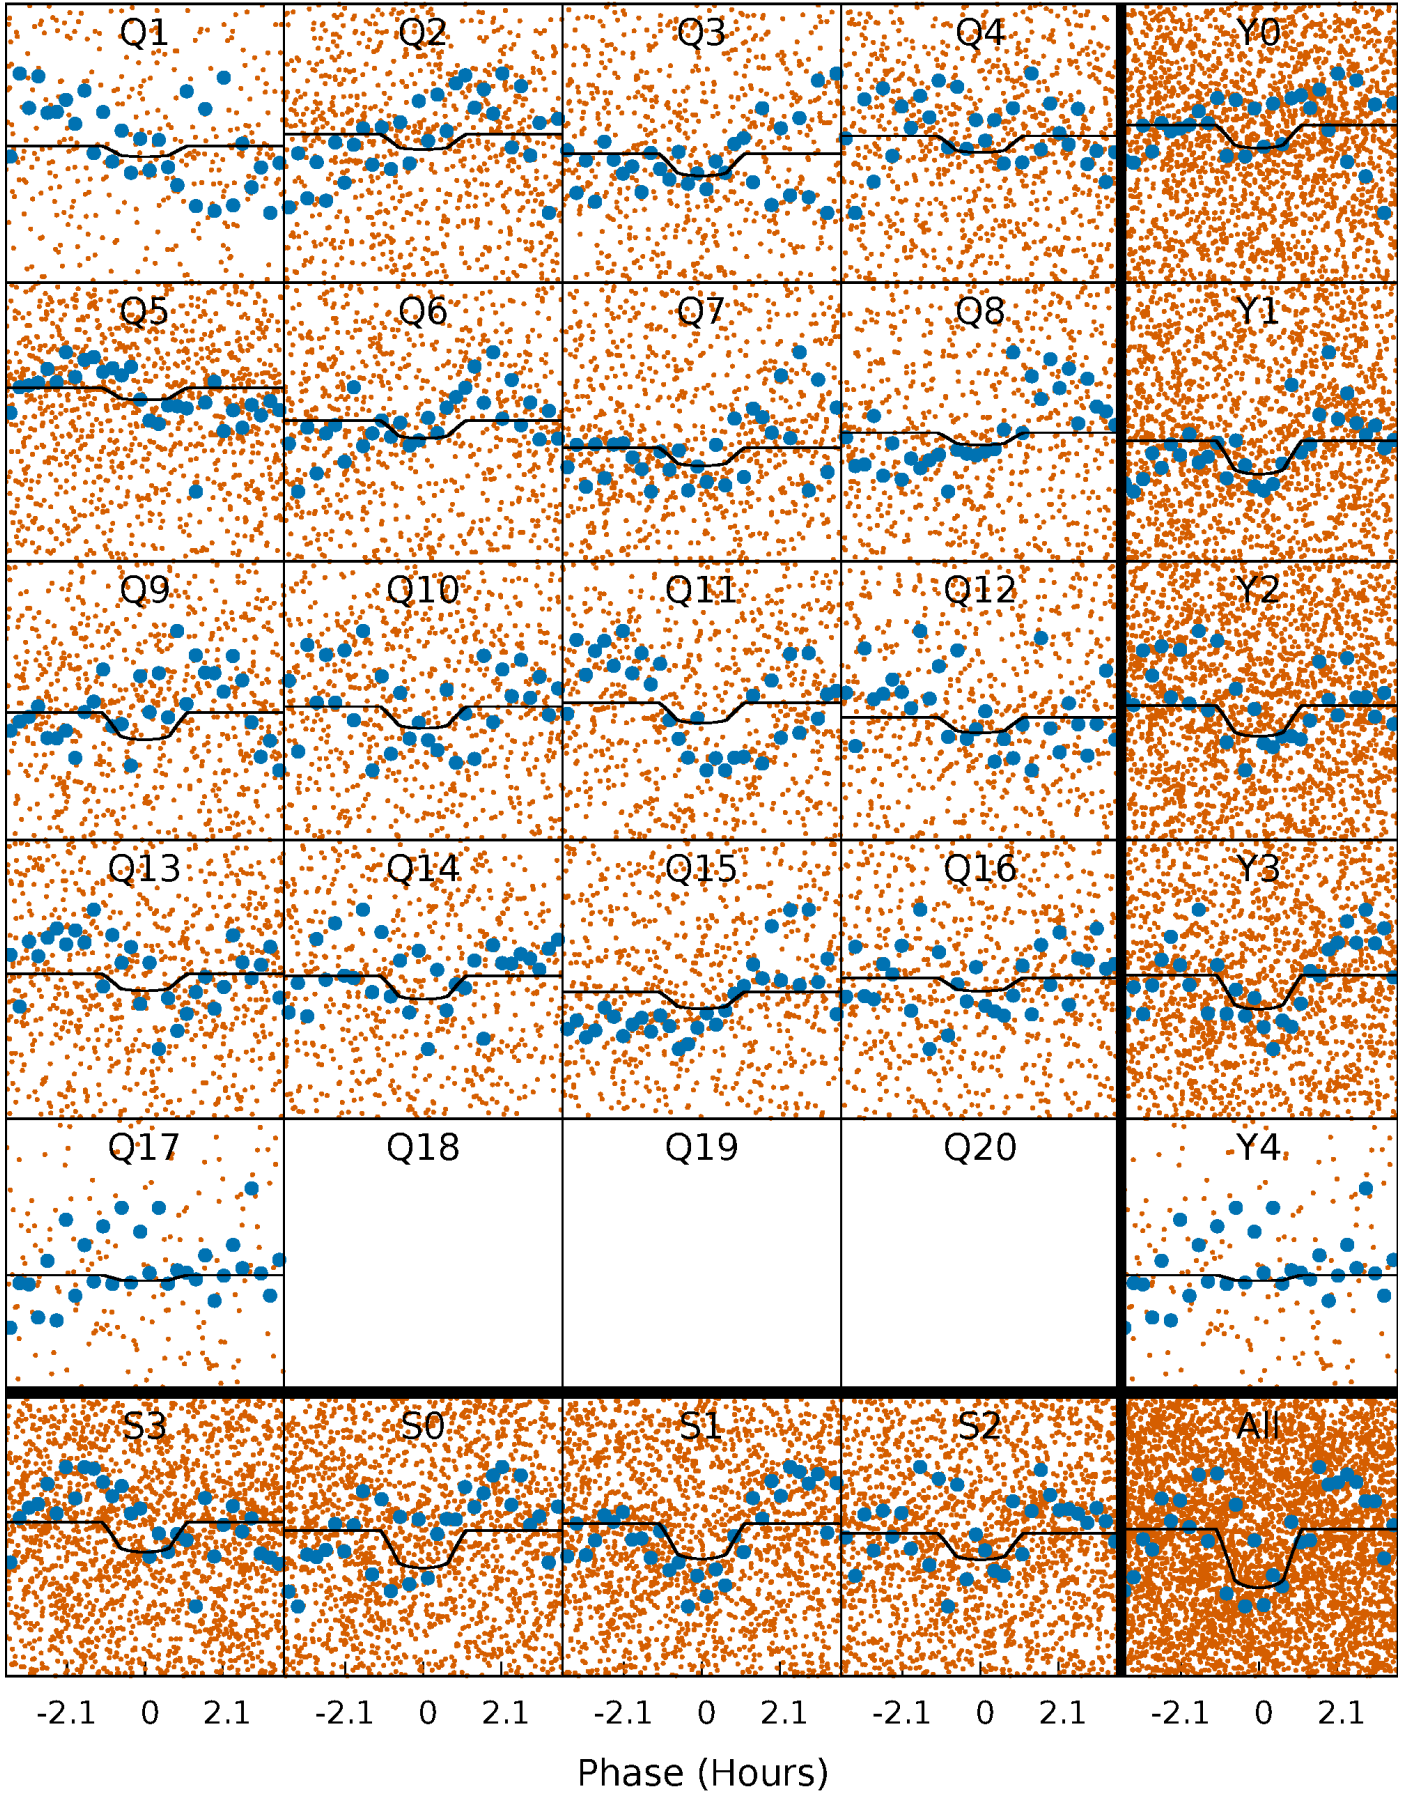 Q1 Q2 Q3 Q4 Y0
Q5 Q6 Q7 Q8 Y1
Q9 Q10 Q11 Q12 Y2
Q13 Q14 Q15 Q16 Y3
Q17 Q18 Q19 Q20 Y4
S3 S0 S1 S2 All
-2.1 0 2.1 -2.1 0 2.1 -2.1 0 2.1 -2.1 0 2.1 -2.1 0 2.1
Phase (Hours)